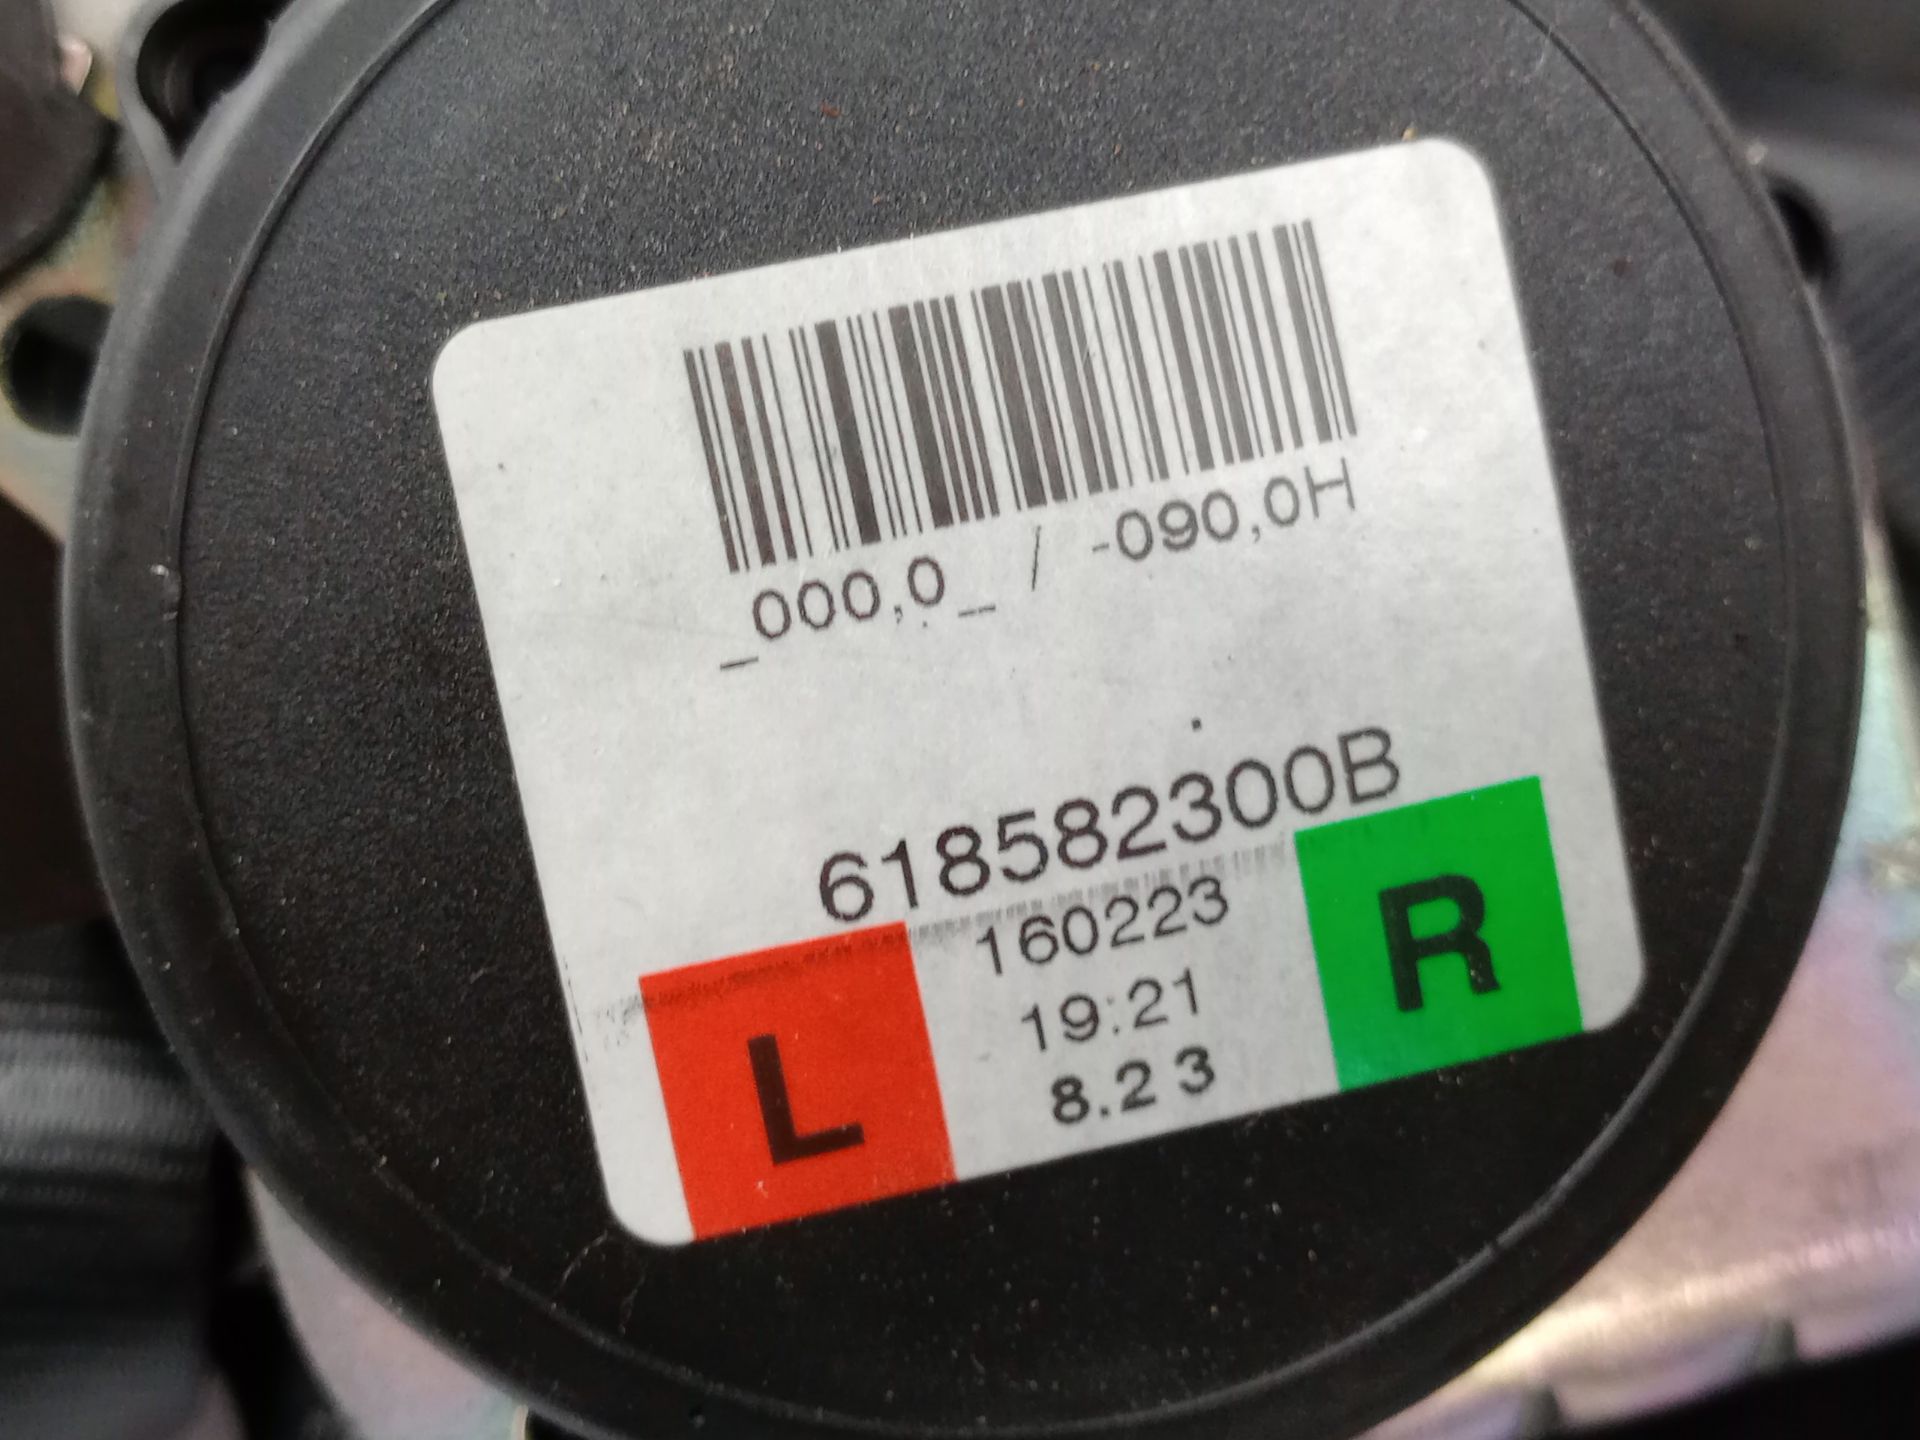 _000,0_ / -090,0H
618582300B
160223
19:21
8.23
L
R